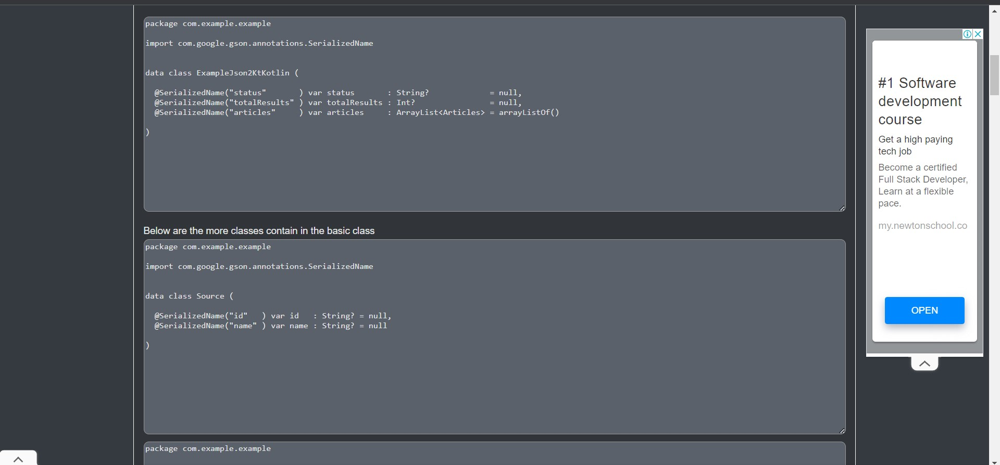 package com.example.example
import com.google.gson.annotations.SerializedName
data class ExampleJson2KtKotlin (
@SerializedName("status"       ) var status       : String?             = null,
@SerializedName("totalResults" ) var totalResults : Int?                = null,
@SerializedName("articles"     ) var articles     : ArrayList<Articles> = arrayListOf()
)
Below are the more classes contain in the basic class
package com.example.example
import com.google.gson.annotations.SerializedName
data class Source (
@SerializedName("id"   ) var id   : String? = null,
@SerializedName("name" ) var name : String? = null
)
package com.example.example
#1 Software
development
course
Get a high paying
tech job
Become a certified
Full Stack Developer,
Learn at a flexible
pace.
my.newtonschool.co
OPEN